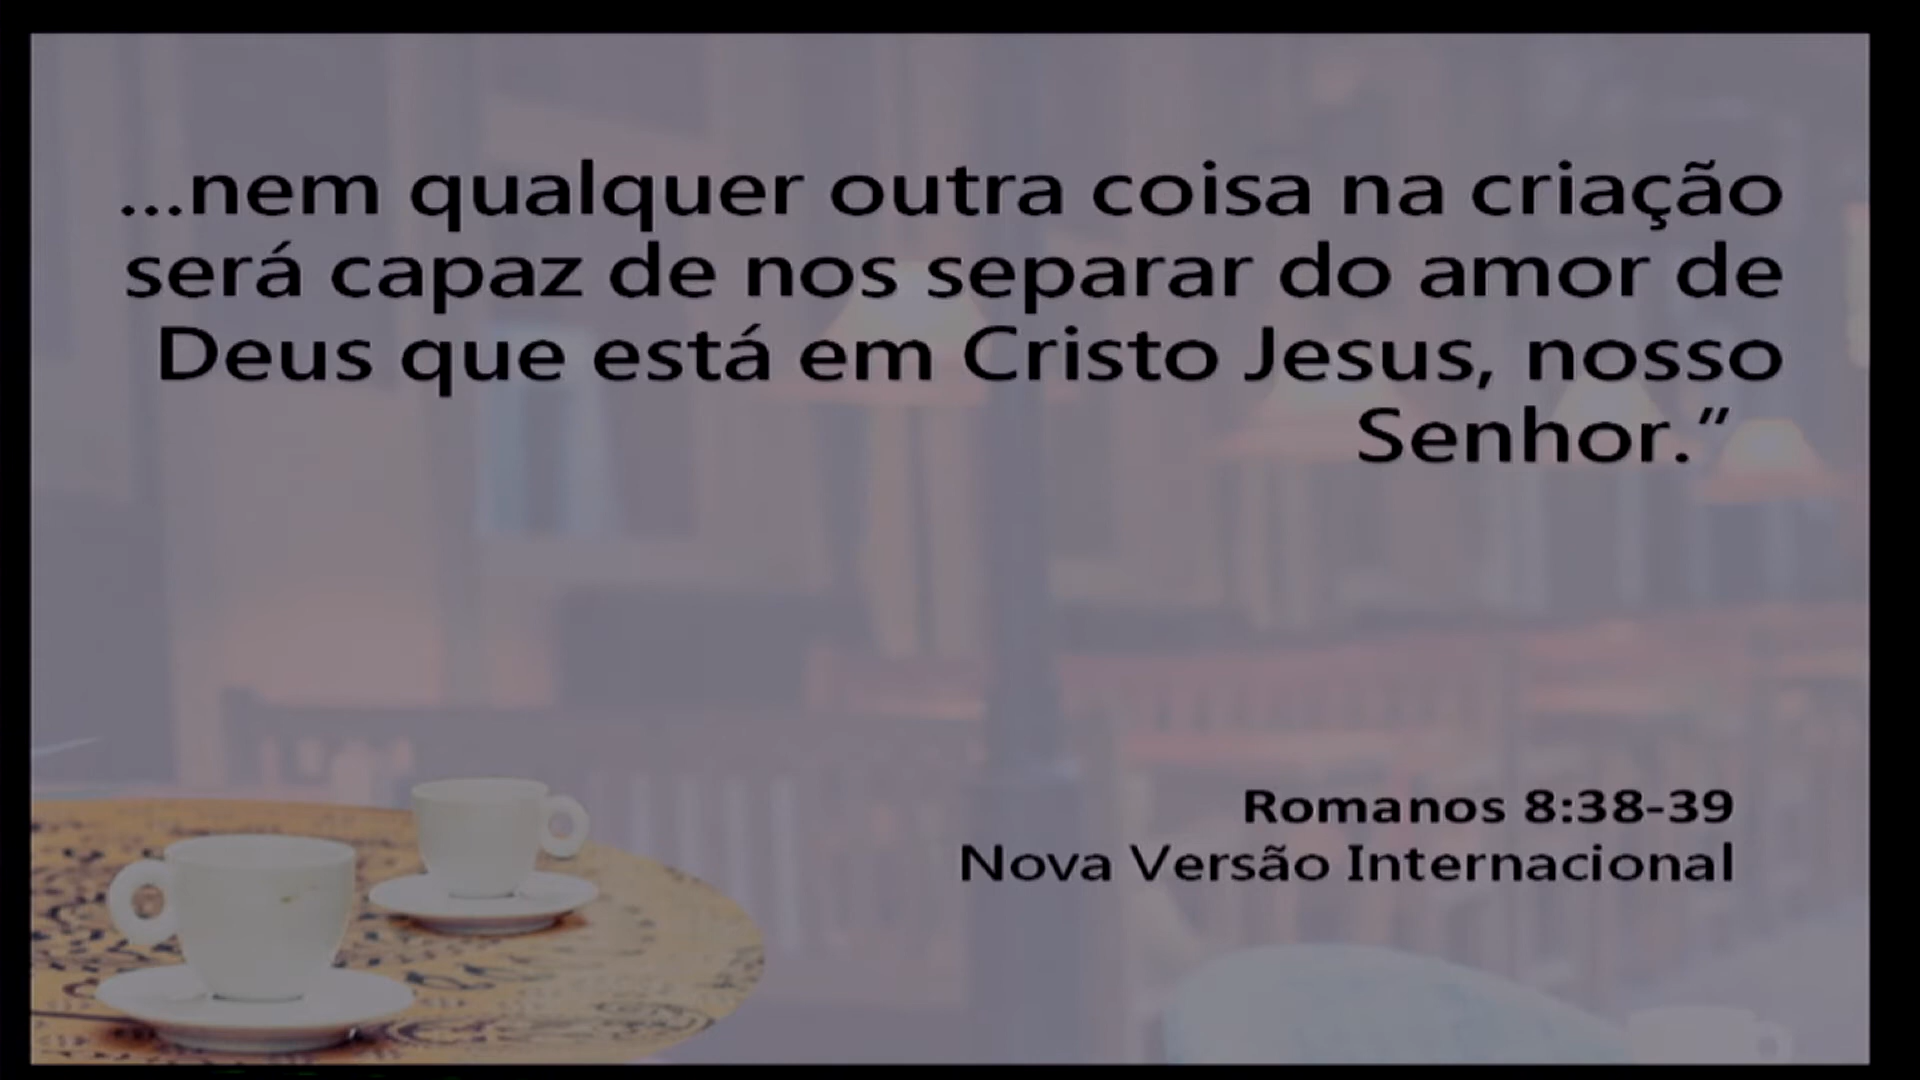 ...nem qualquer outra coisa na criação
será capaz de nos separar do amor de
Deus que está em Cristo Jesus, nosso
Senhor.”
Romanos 8:38-39
Nova Versão Internacional